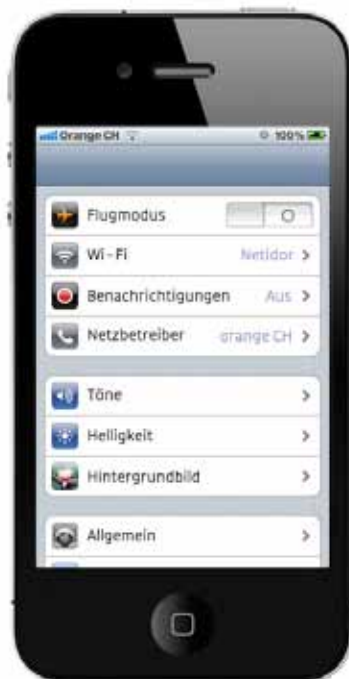 Orange CH 100%
Flugmodus
Wi-Fi Netidor
Benachrichtigungen Aus
Netzbetreiber orange CH
Töne
Helligkeit
Hintergrundbild
Allgemein